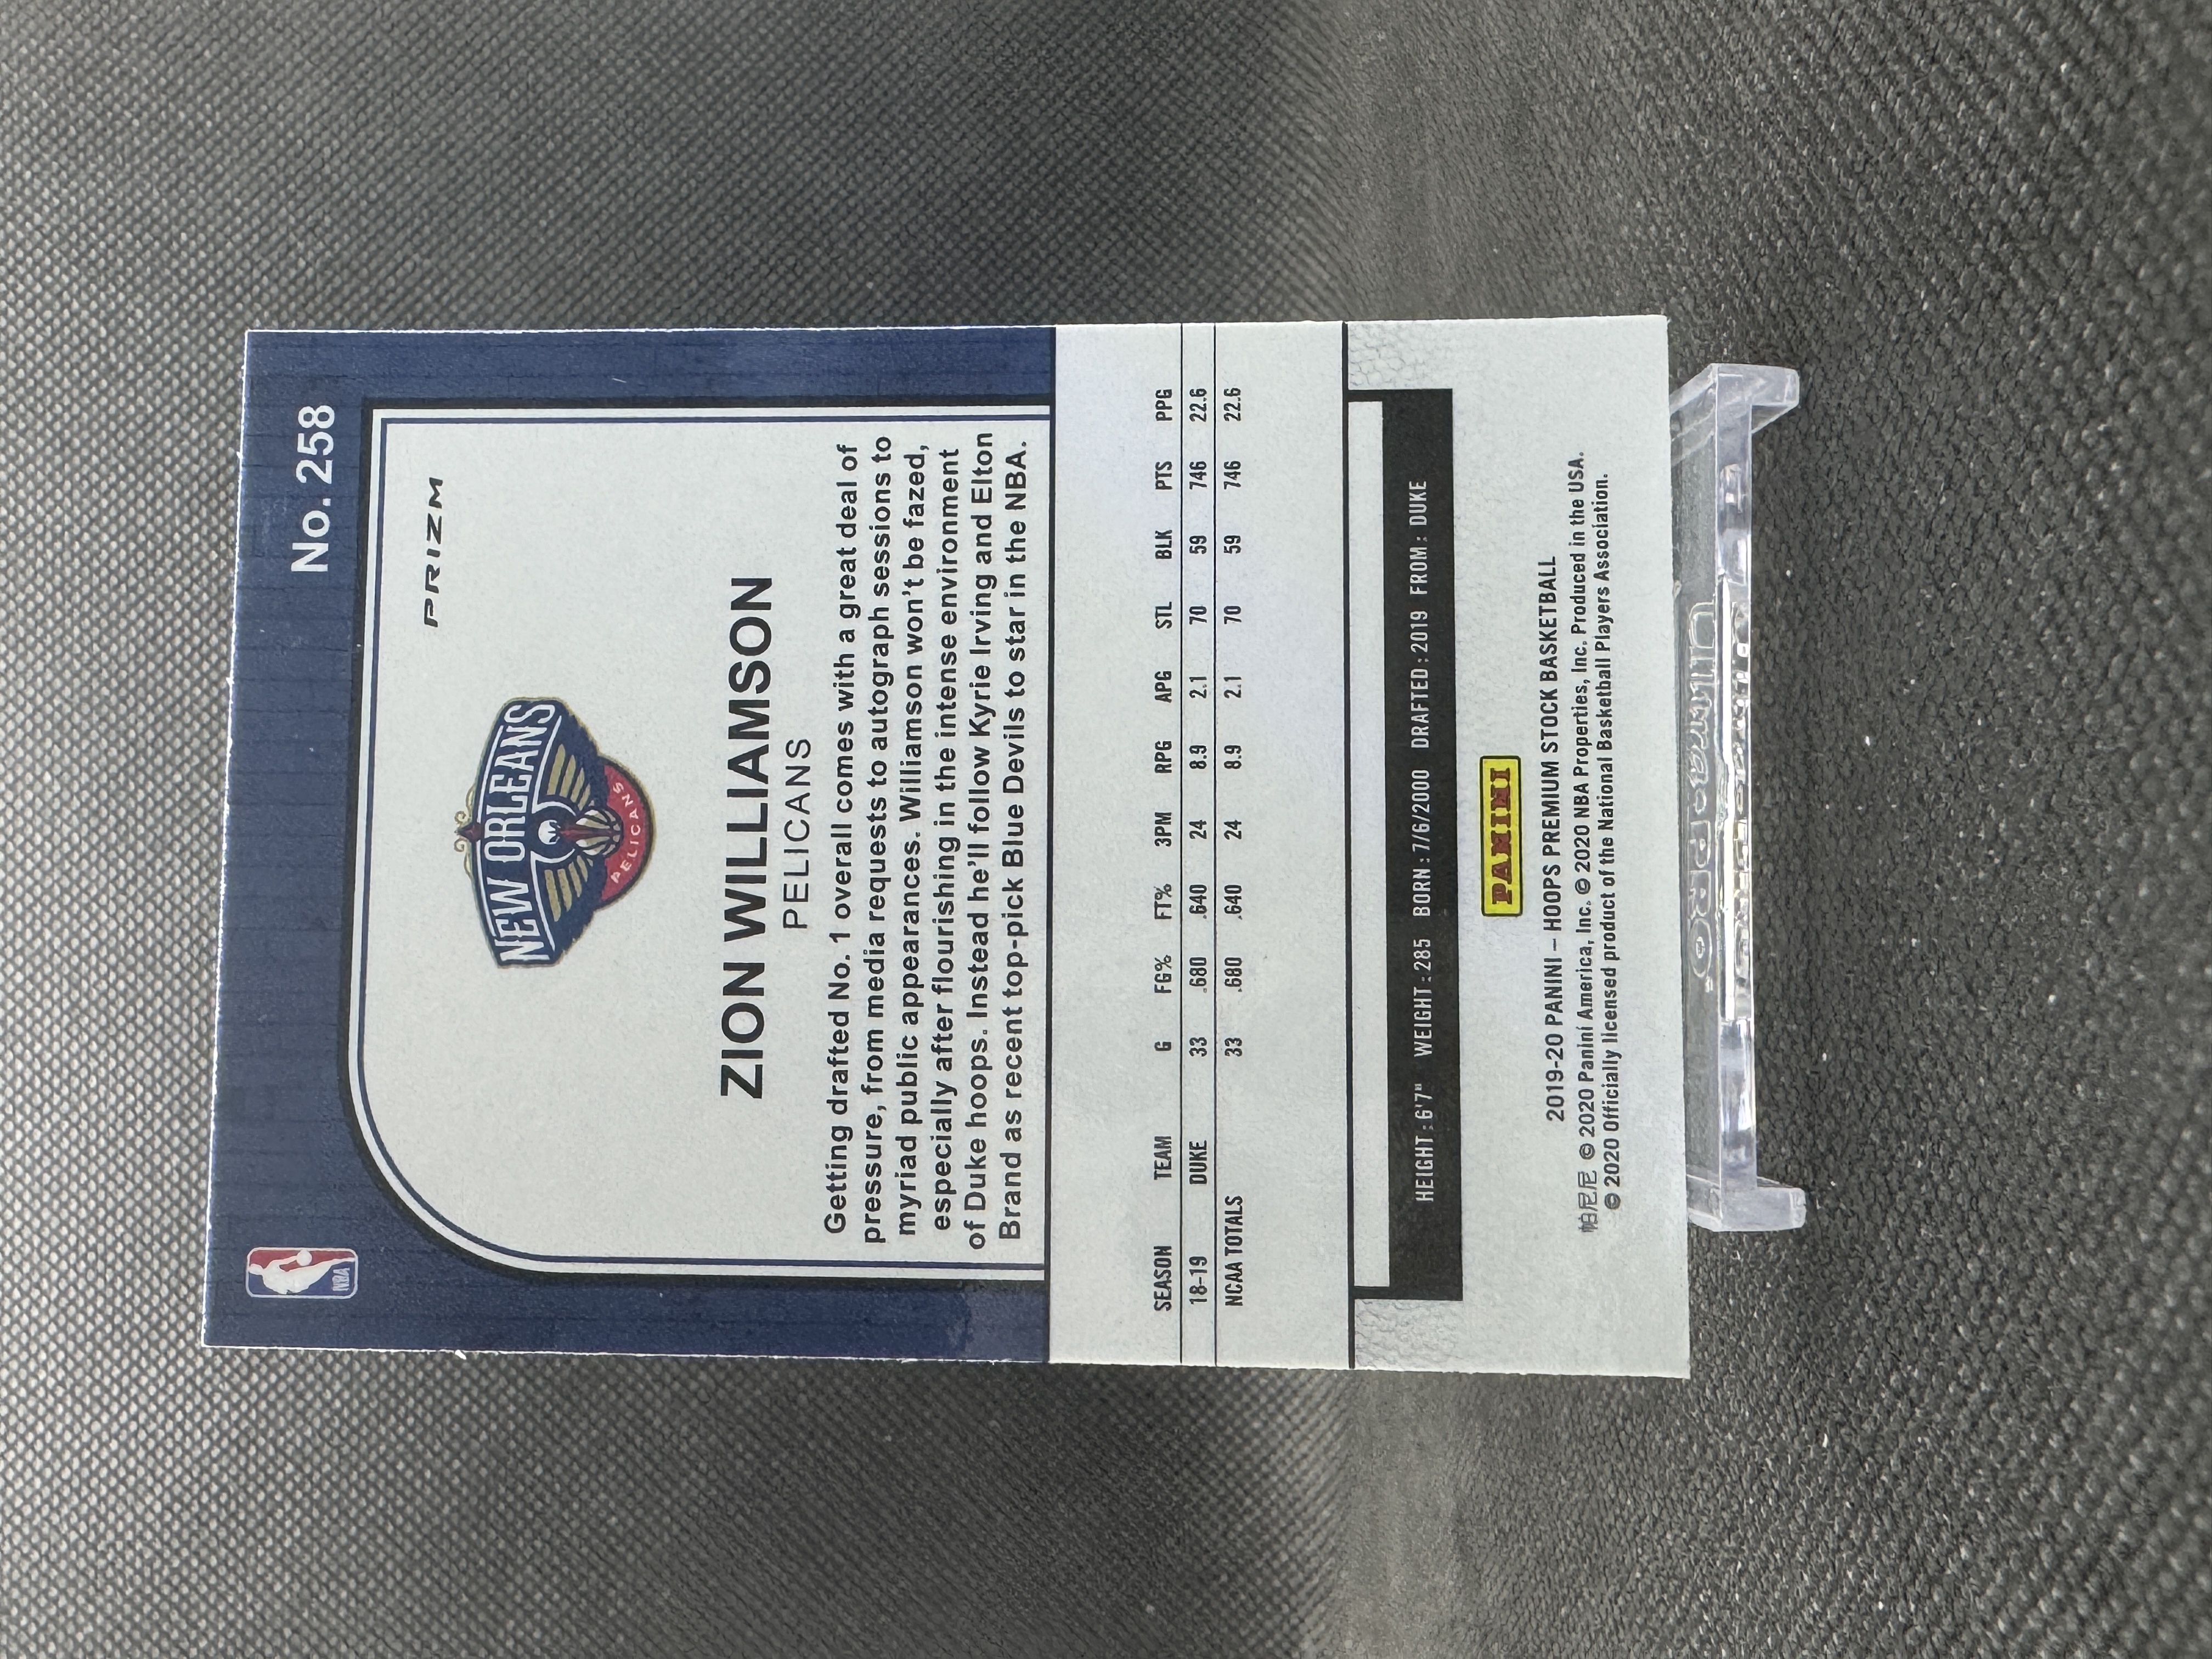 No. 258
NBA
PRIZM
NEW ORLEANS
PELICANS
ZION WILLIAMSON
PELICANS
Getting drafted No. 1 overall comes with a great deal of
pressure, from media requests to autograph sessions to
myriad public appearances. Williamson won't be fazed,
especially after flourishing in the intense environment
of Duke hoops. Instead he'll follow Kyrie Irving and Elton
Brand as recent top-pick Blue Devils to star in the NBA.
SEASON TEAM G FG% FT% 3PM RPG APG STL BLK PTS PPG
18-19 DUKE 33 .680 .640 24 8.9 2.1 70 59 746 22.6
NCAA TOTALS 33 .680 .640 24 8.9 2.1 70 59 746 22.6
HEIGHT: 6'7" WEIGHT: 285 BORN: 7/6/2000 DRAFTED: 2019 FROM: DUKE
PANINI
2019-20 PANINI – HOOPS PREMIUM STOCK BASKETBALL
帕尼尼 © 2020 Panini America, Inc. © 2020 NBA Properties, Inc. Produced in the USA.
© 2020 Officially licensed product of the National Basketball Players Association.
Ultra PRO